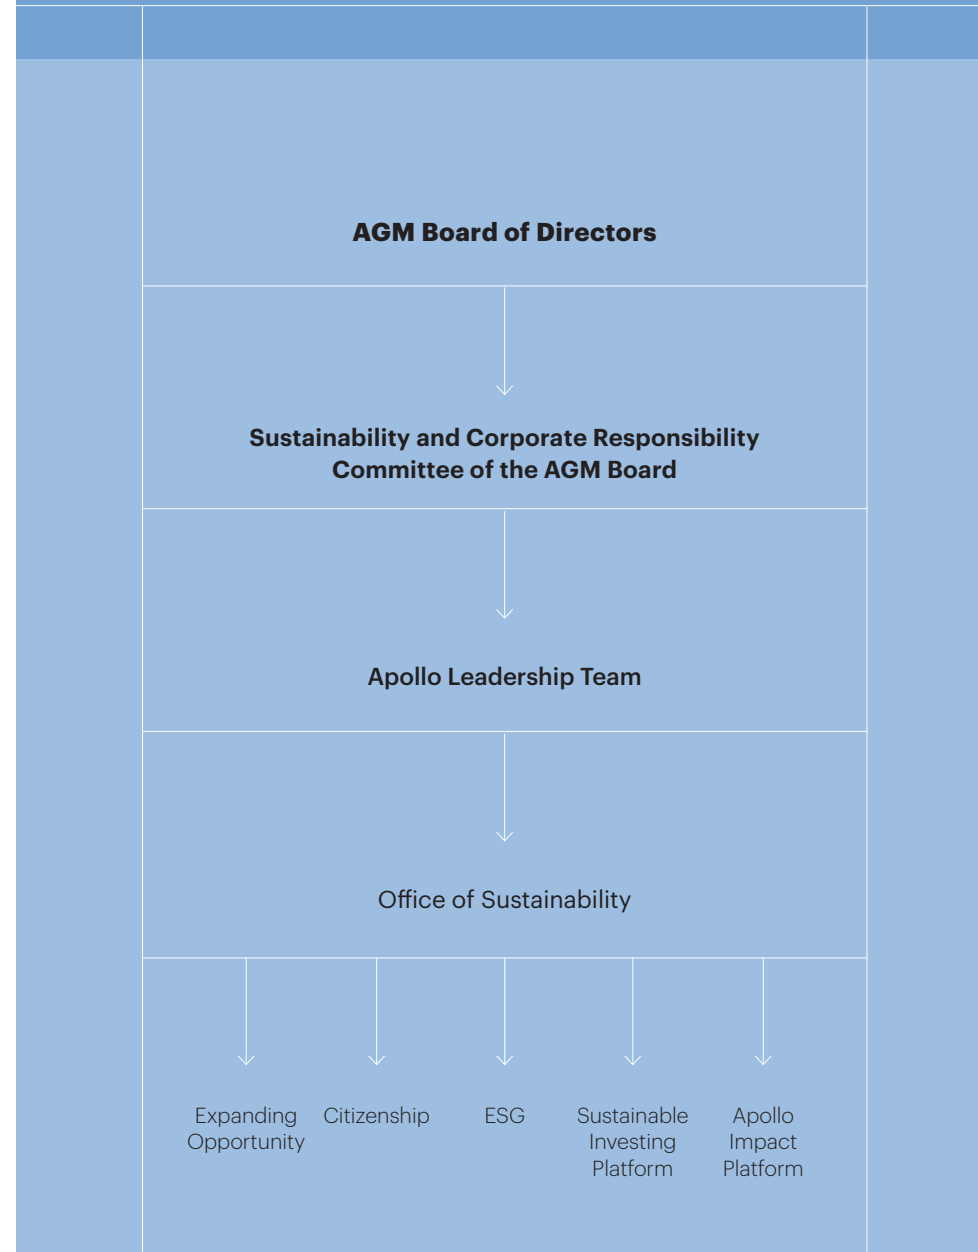 AGM Board of Directors
Sustainability and Corporate Responsibility
Committee of the AGM Board
Apollo Leadership Team
Office of Sustainability
Expanding
Opportunity
Citizenship
ESG
Sustainable
Investing
Platform
Apollo
Impact
Platform